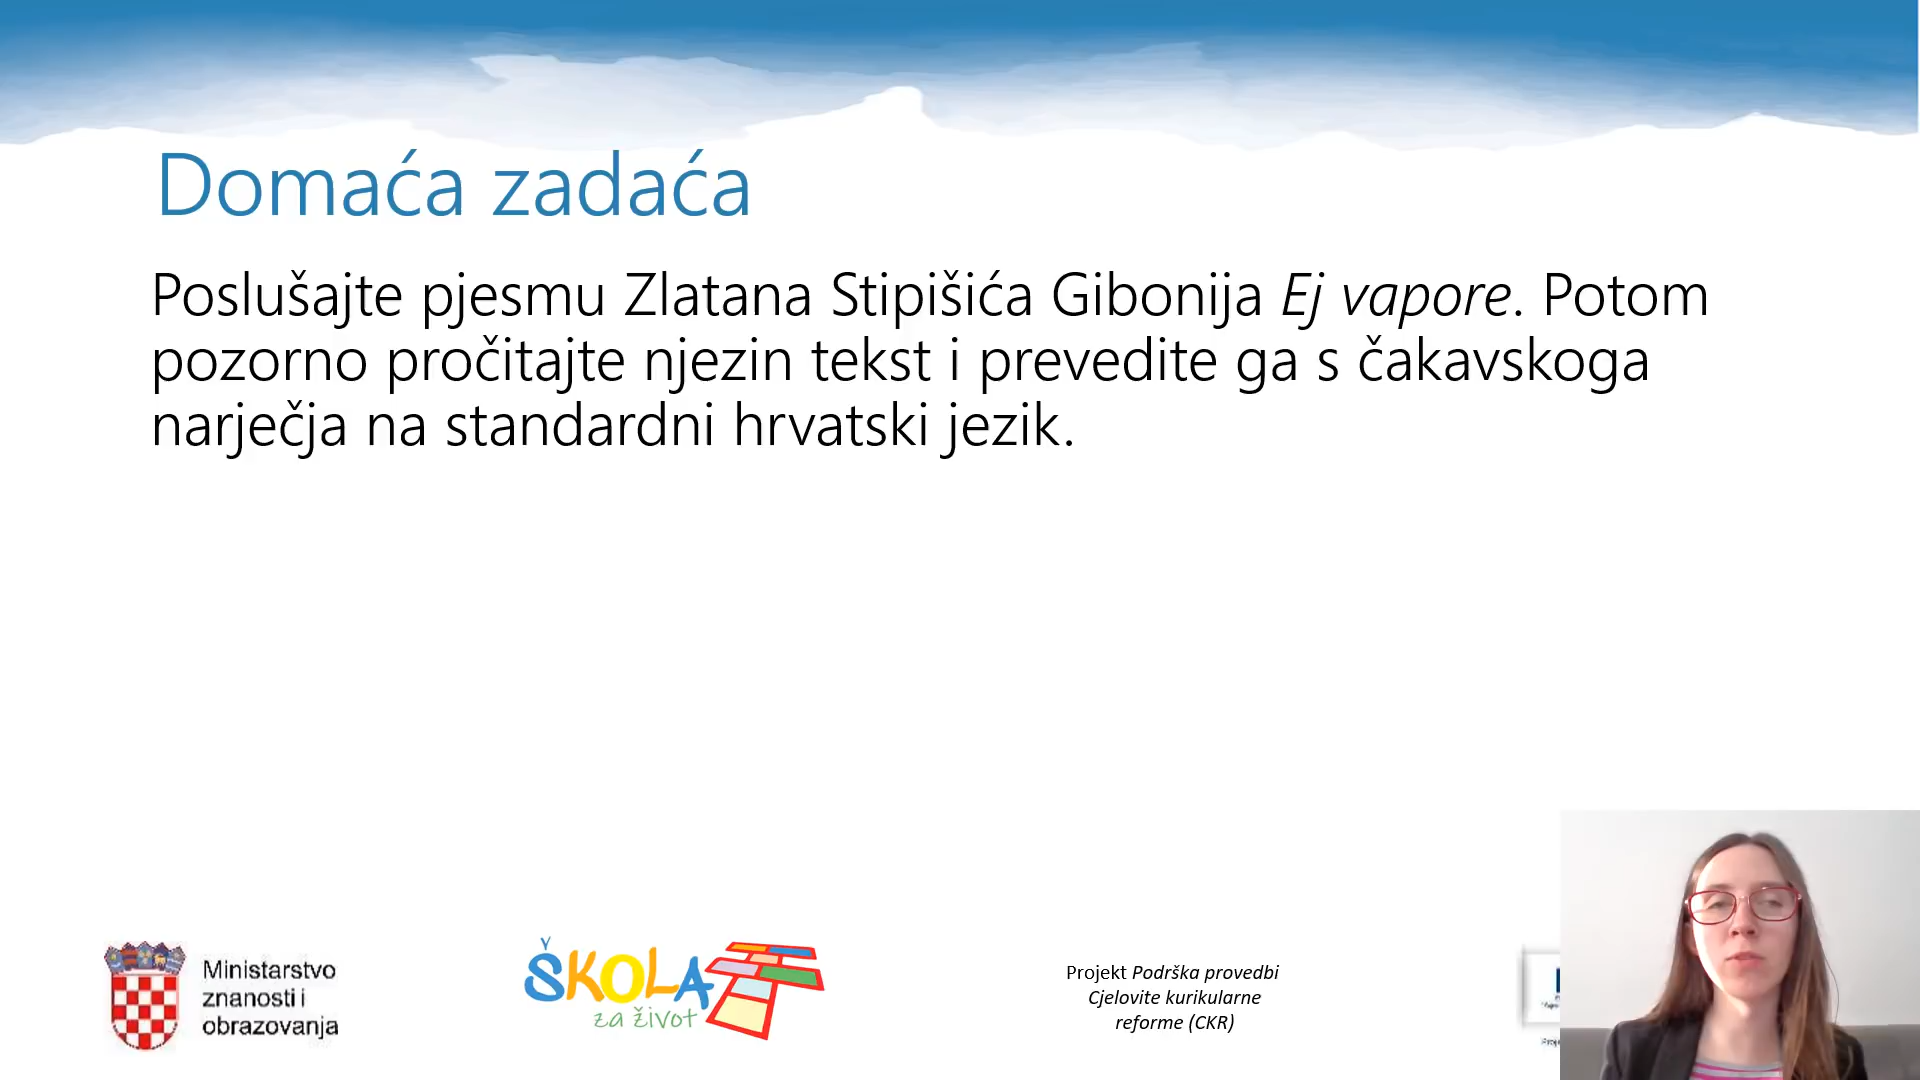 Domaća zadaća
Poslušajte pjesmu Zlatana Stipišića Gibonija Ej vapore. Potom
pozorno pročitajte njezin tekst i prevedite ga s čakavskoga
narječja na standardni hrvatski jezik.
Ministarstvo
znanosti i
obrazovanja
ŠKOLA
za život
Projekt Podrška provedbi
Cjelovite kurikularne
reforme (CKR)